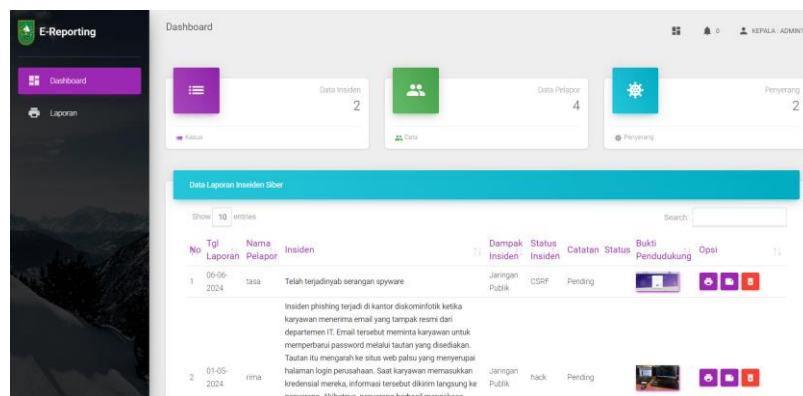 E-Reporting
Dashboard
0
KEPALA : ADMINT
Dashboard
Laporan
Data Insiden
2
Kasus
Data Pelapor
4
Data
Penyerang
2
Penyerang
Data Laporan Inseiden Siber
Show 10 entries
Search:
No
Tgl Laporan
Nama Pelapor
Insiden
Dampak Insiden
Status Insiden
Catatan
Status
Bukti Pendudukung
Opsi
1
06-06-
2024
tasa
Telah terjadinyab serangan spyware
Jaringan
Publik
CSRF
Pending
2
01-05-
2024
rima
Insiden phishing terjadi di kantor diskominfotik ketika
karyawan menerima email yang tampak resmi dari
departemen IT. Email tersebut meminta karyawan untuk
memperbarui password melalui tautan yang disediakan.
Tautan itu mengarah ke situs web palsu yang menyerupai
halaman login perusahaan. Saat karyawan memasukkan
kredensial mereka, informasi tersebut dikirim langsung ke
Jaringan
Publik
hack
Pending